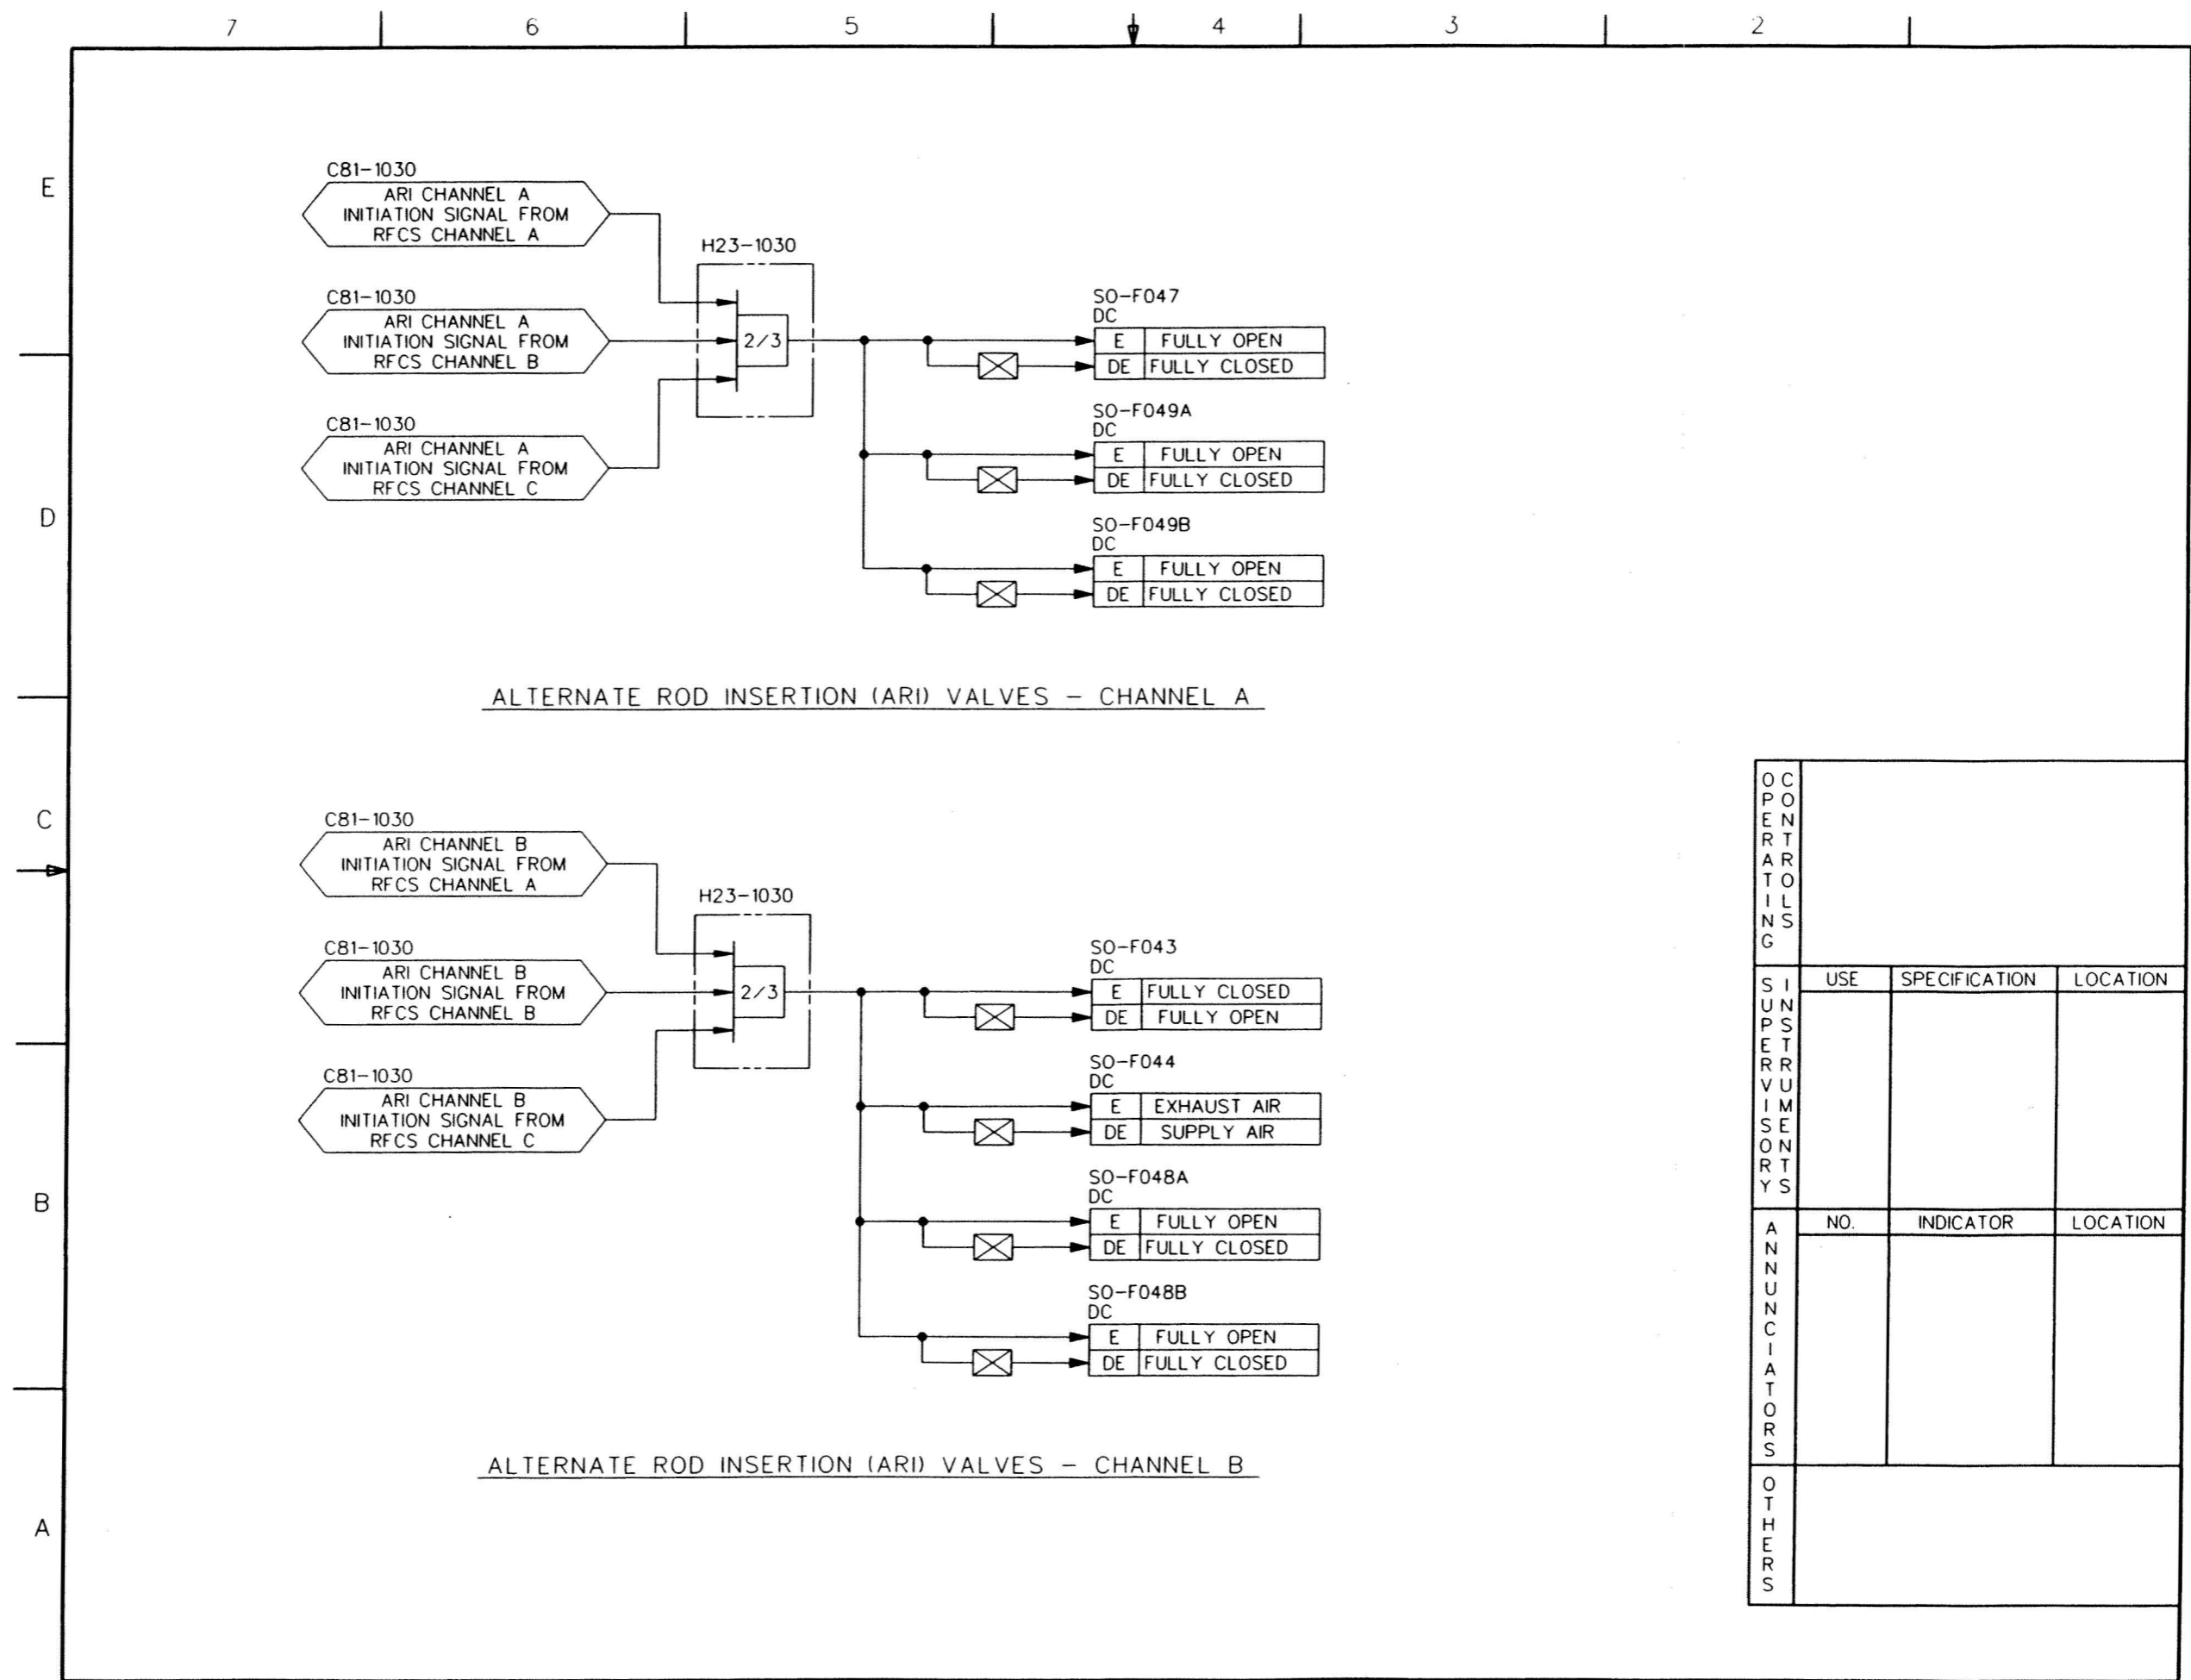 7 6 5 4 3 2
E
D
C
B
A
C81-1030
ARI CHANNEL A
INITIATION SIGNAL FROM
RFCS CHANNEL A
C81-1030
ARI CHANNEL A
INITIATION SIGNAL FROM
RFCS CHANNEL B
C81-1030
ARI CHANNEL A
INITIATION SIGNAL FROM
RFCS CHANNEL C
H23-1030
2/3
SO-F047
DC
E FULLY OPEN
DE FULLY CLOSED
SO-F049A
DC
E FULLY OPEN
DE FULLY CLOSED
SO-F049B
DC
E FULLY OPEN
DE FULLY CLOSED
ALTERNATE ROD INSERTION (ARI) VALVES - CHANNEL A
C81-1030
ARI CHANNEL B
INITIATION SIGNAL FROM
RFCS CHANNEL A
C81-1030
ARI CHANNEL B
INITIATION SIGNAL FROM
RFCS CHANNEL B
C81-1030
ARI CHANNEL B
INITIATION SIGNAL FROM
RFCS CHANNEL C
H23-1030
2/3
SO-F043
DC
E FULLY CLOSED
DE FULLY OPEN
SO-F044
DC
E EXHAUST AIR
DE SUPPLY AIR
SO-F048A
DC
E FULLY OPEN
DE FULLY CLOSED
SO-F048B
DC
E FULLY OPEN
DE FULLY CLOSED
ALTERNATE ROD INSERTION (ARI) VALVES - CHANNEL B
OPERATING
CONTROLS
SUPERVISORY
INSTRUMENTS
USE SPECIFICATION LOCATION
ANNUNCIATORS
NO. INDICATOR LOCATION
OTHERS